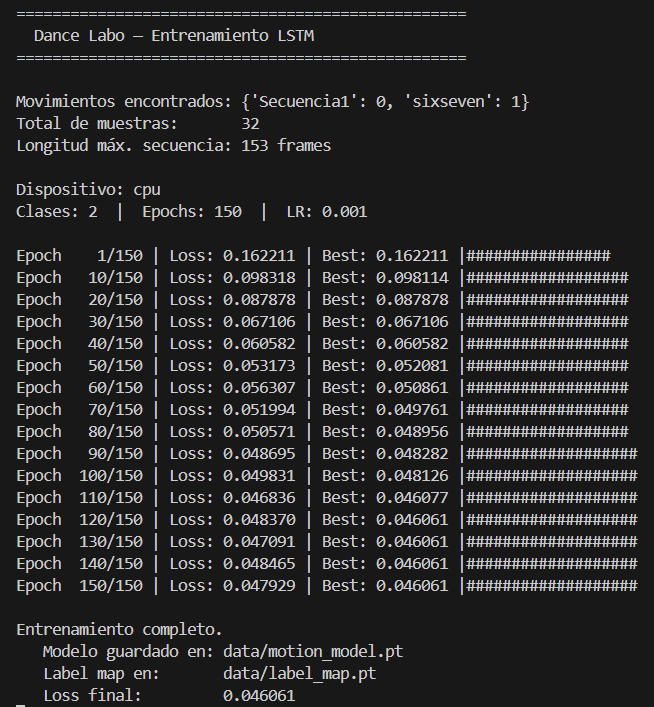 ==================================================
  Dance Labo — Entrenamiento LSTM
==================================================
Movimientos encontrados: {'Secuencia1': 0, 'sixseven': 1}
Total de muestras:       32
Longitud máx. secuencia: 153 frames
Dispositivo: cpu
Clases: 2  |  Epochs: 150  |  LR: 0.001
Epoch    1/150 | Loss: 0.162211 | Best: 0.162211 |################
Epoch   10/150 | Loss: 0.098318 | Best: 0.098114 |##################
Epoch   20/150 | Loss: 0.087878 | Best: 0.087878 |##################
Epoch   30/150 | Loss: 0.067106 | Best: 0.067106 |##################
Epoch   40/150 | Loss: 0.060582 | Best: 0.060582 |##################
Epoch   50/150 | Loss: 0.053173 | Best: 0.052081 |##################
Epoch   60/150 | Loss: 0.056307 | Best: 0.050861 |##################
Epoch   70/150 | Loss: 0.051994 | Best: 0.049761 |##################
Epoch   80/150 | Loss: 0.050571 | Best: 0.048956 |##################
Epoch   90/150 | Loss: 0.048695 | Best: 0.048282 |###################
Epoch  100/150 | Loss: 0.049831 | Best: 0.048126 |###################
Epoch  110/150 | Loss: 0.046836 | Best: 0.046077 |###################
Epoch  120/150 | Loss: 0.048370 | Best: 0.046061 |###################
Epoch  130/150 | Loss: 0.047091 | Best: 0.046061 |###################
Epoch  140/150 | Loss: 0.048465 | Best: 0.046061 |###################
Epoch  150/150 | Loss: 0.047929 | Best: 0.046061 |###################
Entrenamiento completo.
   Modelo guardado en: data/motion_model.pt
   Label map en:       data/label_map.pt
   Loss final:         0.046061